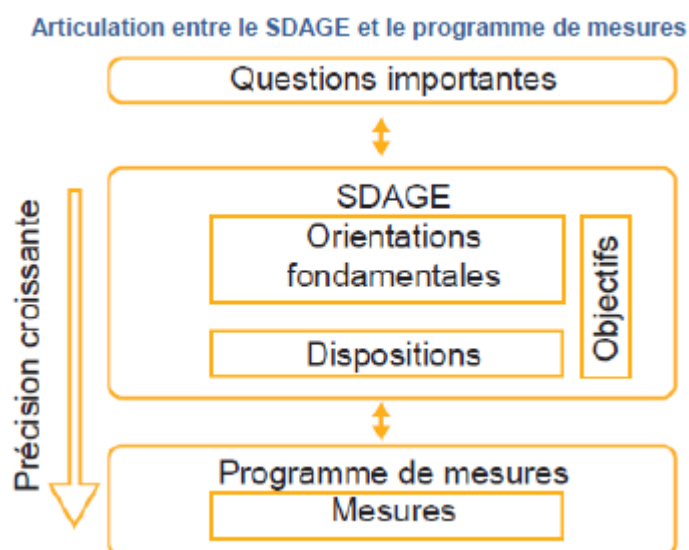 Articulation entre le SDAGE et le programme de mesures
Questions importantes
Précision croissante
SDAGE
Orientations
fondamentales
Dispositions
Objectifs
Programme de mesures
Mesures